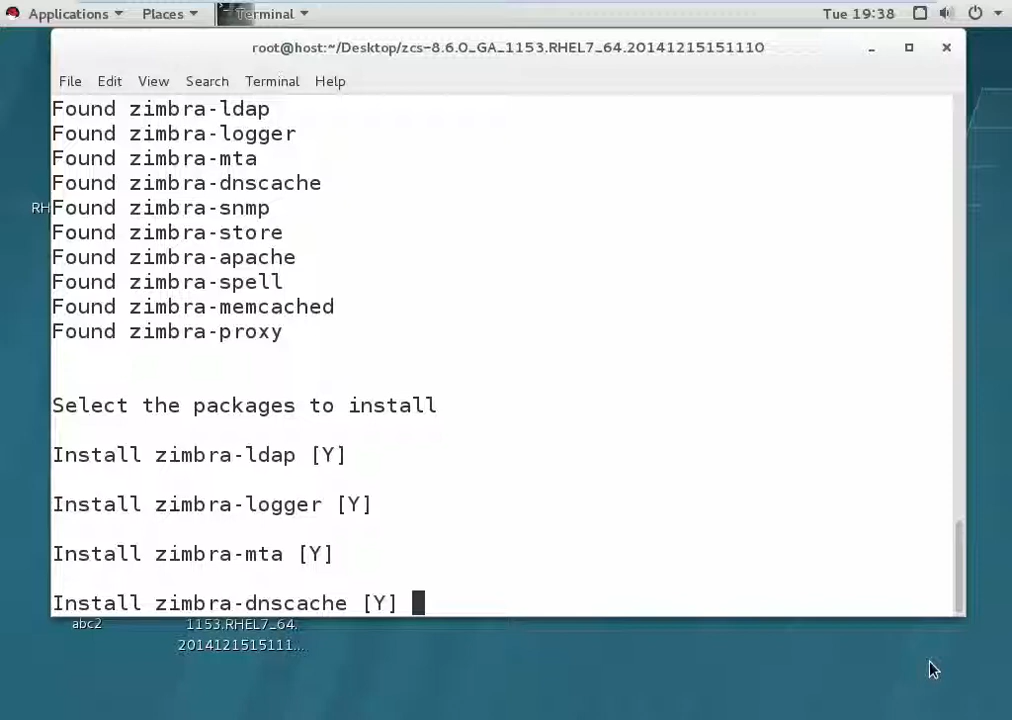 Applications Places Terminal Tue 19:38
root@host:~/Desktop/zcs-8.6.0_GA_1153.RHEL7_64.20141215151110
File Edit View Search Terminal Help
Found zimbra-ldap
Found zimbra-logger
Found zimbra-mta
Found zimbra-dnscache
Found zimbra-snmp
RH
Found zimbra-store
Found zimbra-apache
Found zimbra-spell
Found zimbra-memcached
Found zimbra-proxy
Select the packages to install
Install zimbra-ldap [Y]
Install zimbra-logger [Y]
Install zimbra-mta [Y]
Install zimbra-dnscache [Y]
abc2 1153.RHEL7_64.
2014121515111...